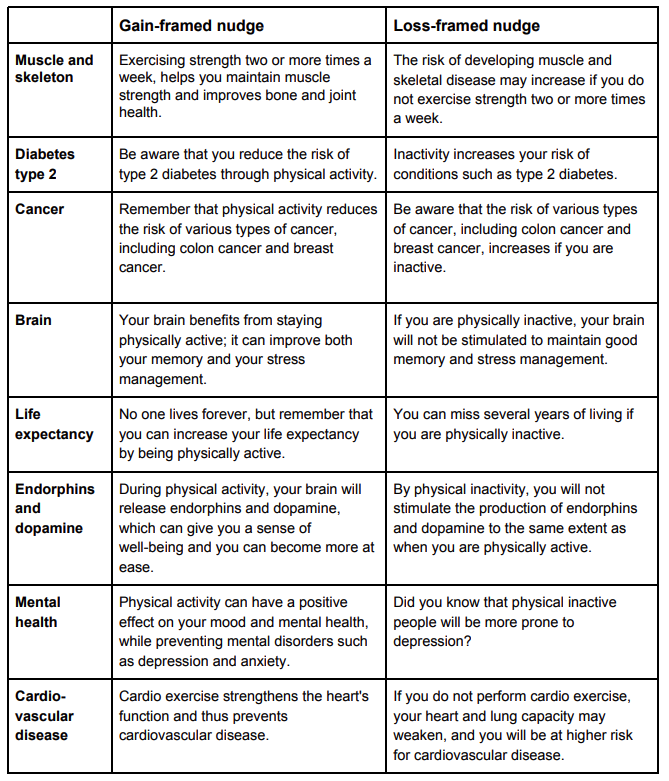 Gain-framed nudge
Loss-framed nudge
Muscle and
skeleton
Exercising strength two or more times a
week, helps you maintain muscle
strength and improves bone and joint
health.
The risk of developing muscle and
skeletal disease may increase if you do
not exercise strength two or more times
a week.
Diabetes
type 2
Be aware that you reduce the risk of
type 2 diabetes through physical activity.
Inactivity increases your risk of
conditions such as type 2 diabetes.
Cancer
Remember that physical activity reduces
the risk of various types of cancer,
including colon cancer and breast
cancer.
Be aware that the risk of various types
of cancer, including colon cancer and
breast cancer, increases if you are
inactive.
Brain
Your brain benefits from staying
physically active; it can improve both
your memory and your stress
management.
If you are physically inactive, your brain
will not be stimulated to maintain good
memory and stress management.
Life
expectancy
No one lives forever, but remember that
you can increase your life expectancy
by being physically active.
You can miss several years of living if
you are physically inactive.
Endorphins
and
dopamine
During physical activity, your brain will
release endorphins and dopamine,
which can give you a sense of
well-being and you can become more at
ease.
By physical inactivity, you will not
stimulate the production of endorphins
and dopamine to the same extent as
when you are physically active.
Mental
health
Physical activity can have a positive
effect on your mood and mental health,
while preventing mental disorders such
as depression and anxiety.
Did you know that physical inactive
people will be more prone to
depression?
Cardio-
vascular
disease
Cardio exercise strengthens the heart's
function and thus prevents
cardiovascular disease.
If you do not perform cardio exercise,
your heart and lung capacity may
weaken, and you will be at higher risk
for cardiovascular disease.